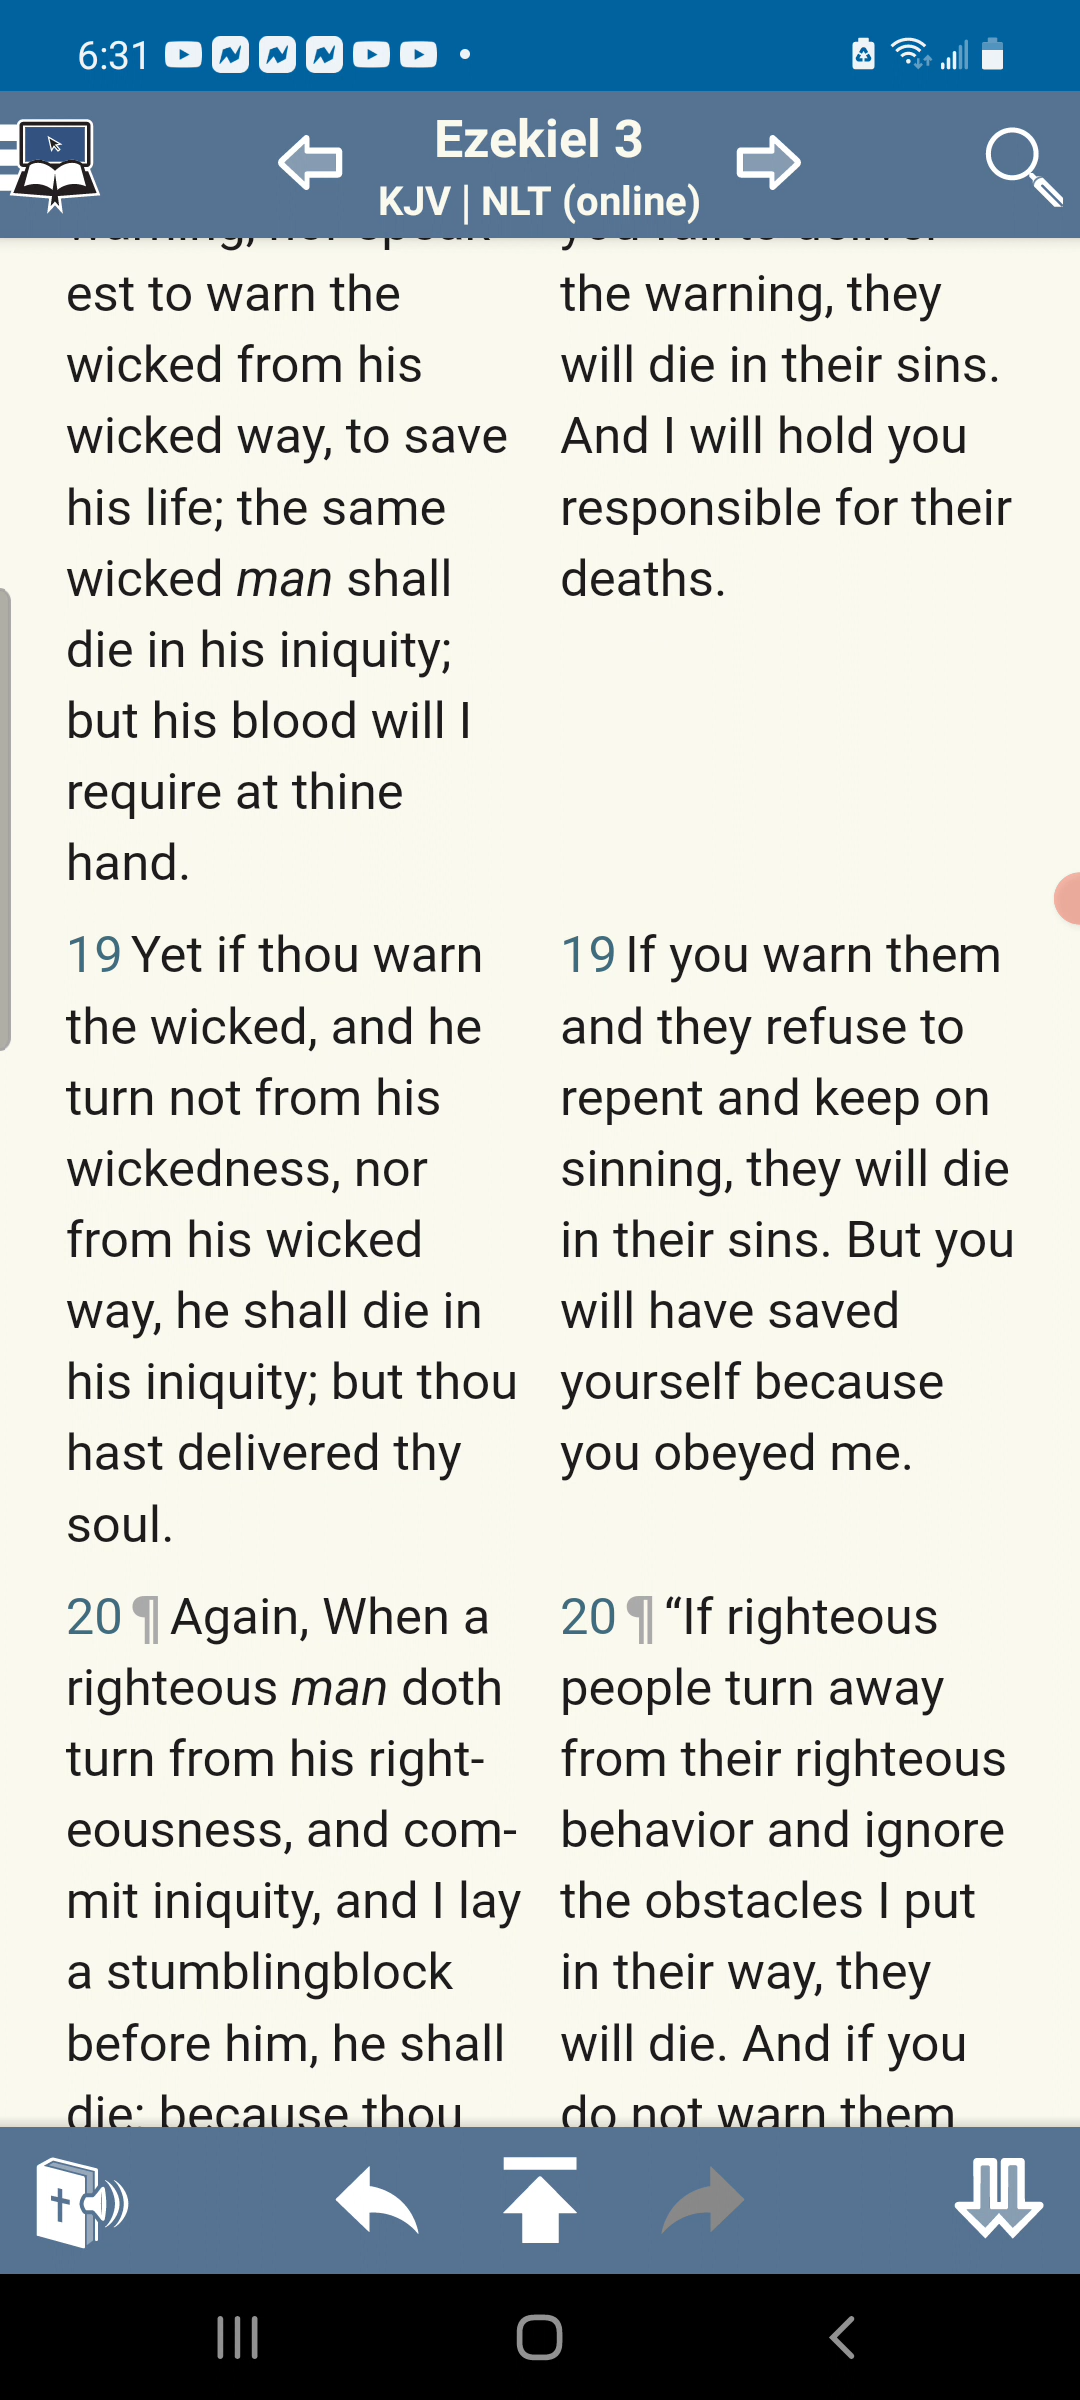 6:31
Ezekiel 3
KJV | NLT (online)
est to warn the
wicked from his
wicked way, to save
his life; the same
wicked man shall
die in his iniquity;
but his blood will I
require at thine
hand.
19 Yet if thou warn
the wicked, and he
turn not from his
wickedness, nor
from his wicked
way, he shall die in
his iniquity; but thou
hast delivered thy
soul.
20 ¶ Again, When a
righteous man doth
turn from his right-
eousness, and com-
mit iniquity, and I lay
a stumblingblock
before him, he shall
die: because thou
the warning, they
will die in their sins.
And I will hold you
responsible for their
deaths.
19 If you warn them
and they refuse to
repent and keep on
sinning, they will die
in their sins. But you
will have saved
yourself because
you obeyed me.
20 ¶ “If righteous
people turn away
from their righteous
behavior and ignore
the obstacles I put
in their way, they
will die. And if you
do not warn them